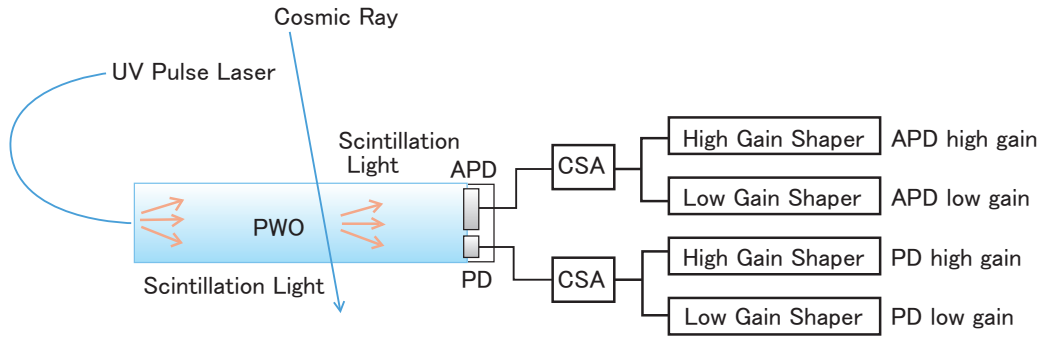 Cosmic Ray
UV Pulse Laser
Scintillation
Light
APD
CSA
High Gain Shaper
APD high gain
Low Gain Shaper
APD low gain
PWO
Scintillation Light
PD
CSA
High Gain Shaper
PD high gain
Low Gain Shaper
PD low gain